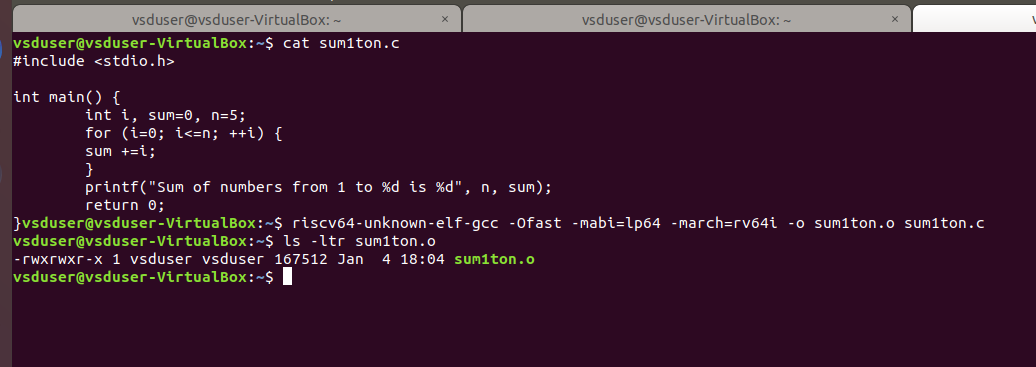 vsduser@vsduser-VirtualBox: ~ ×
vsduser@vsduser-VirtualBox: ~ ×
vsduser@vsduser-VirtualBox:~$ cat sum1ton.c
#include <stdio.h>

int main() {
        int i, sum=0, n=5;
        for (i=0; i<=n; ++i) {
        sum +=i;
        }
        printf("Sum of numbers from 1 to %d is %d", n, sum);
        return 0;
}vsduser@vsduser-VirtualBox:~$ riscv64-unknown-elf-gcc -Ofast -mabi=lp64 -march=rv64i -o sum1ton.o sum1ton.c
vsduser@vsduser-VirtualBox:~$ ls -ltr sum1ton.o
-rwxrwxr-x 1 vsduser vsduser 167512 Jan  4 18:04 sum1ton.o
vsduser@vsduser-VirtualBox:~$